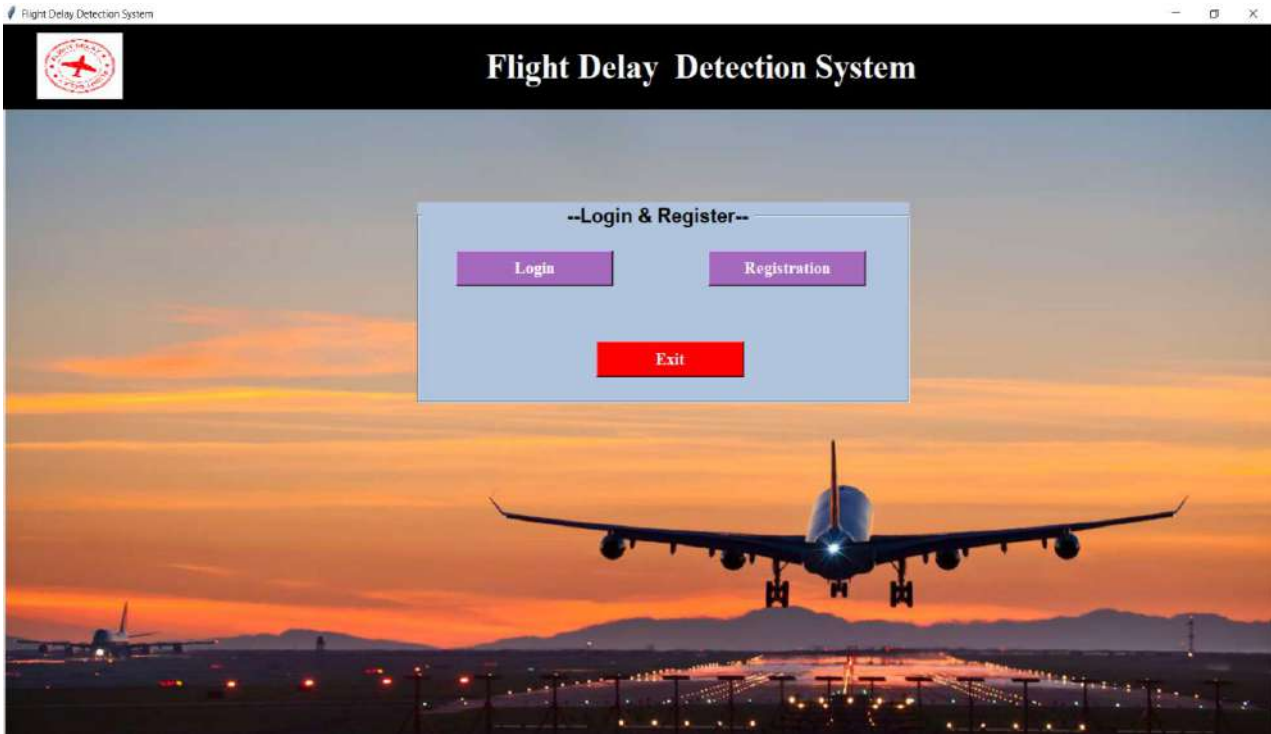 Flight Delay Detection System
Flight Delay  Detection System
--Login & Register--
Login
Registration
Exit